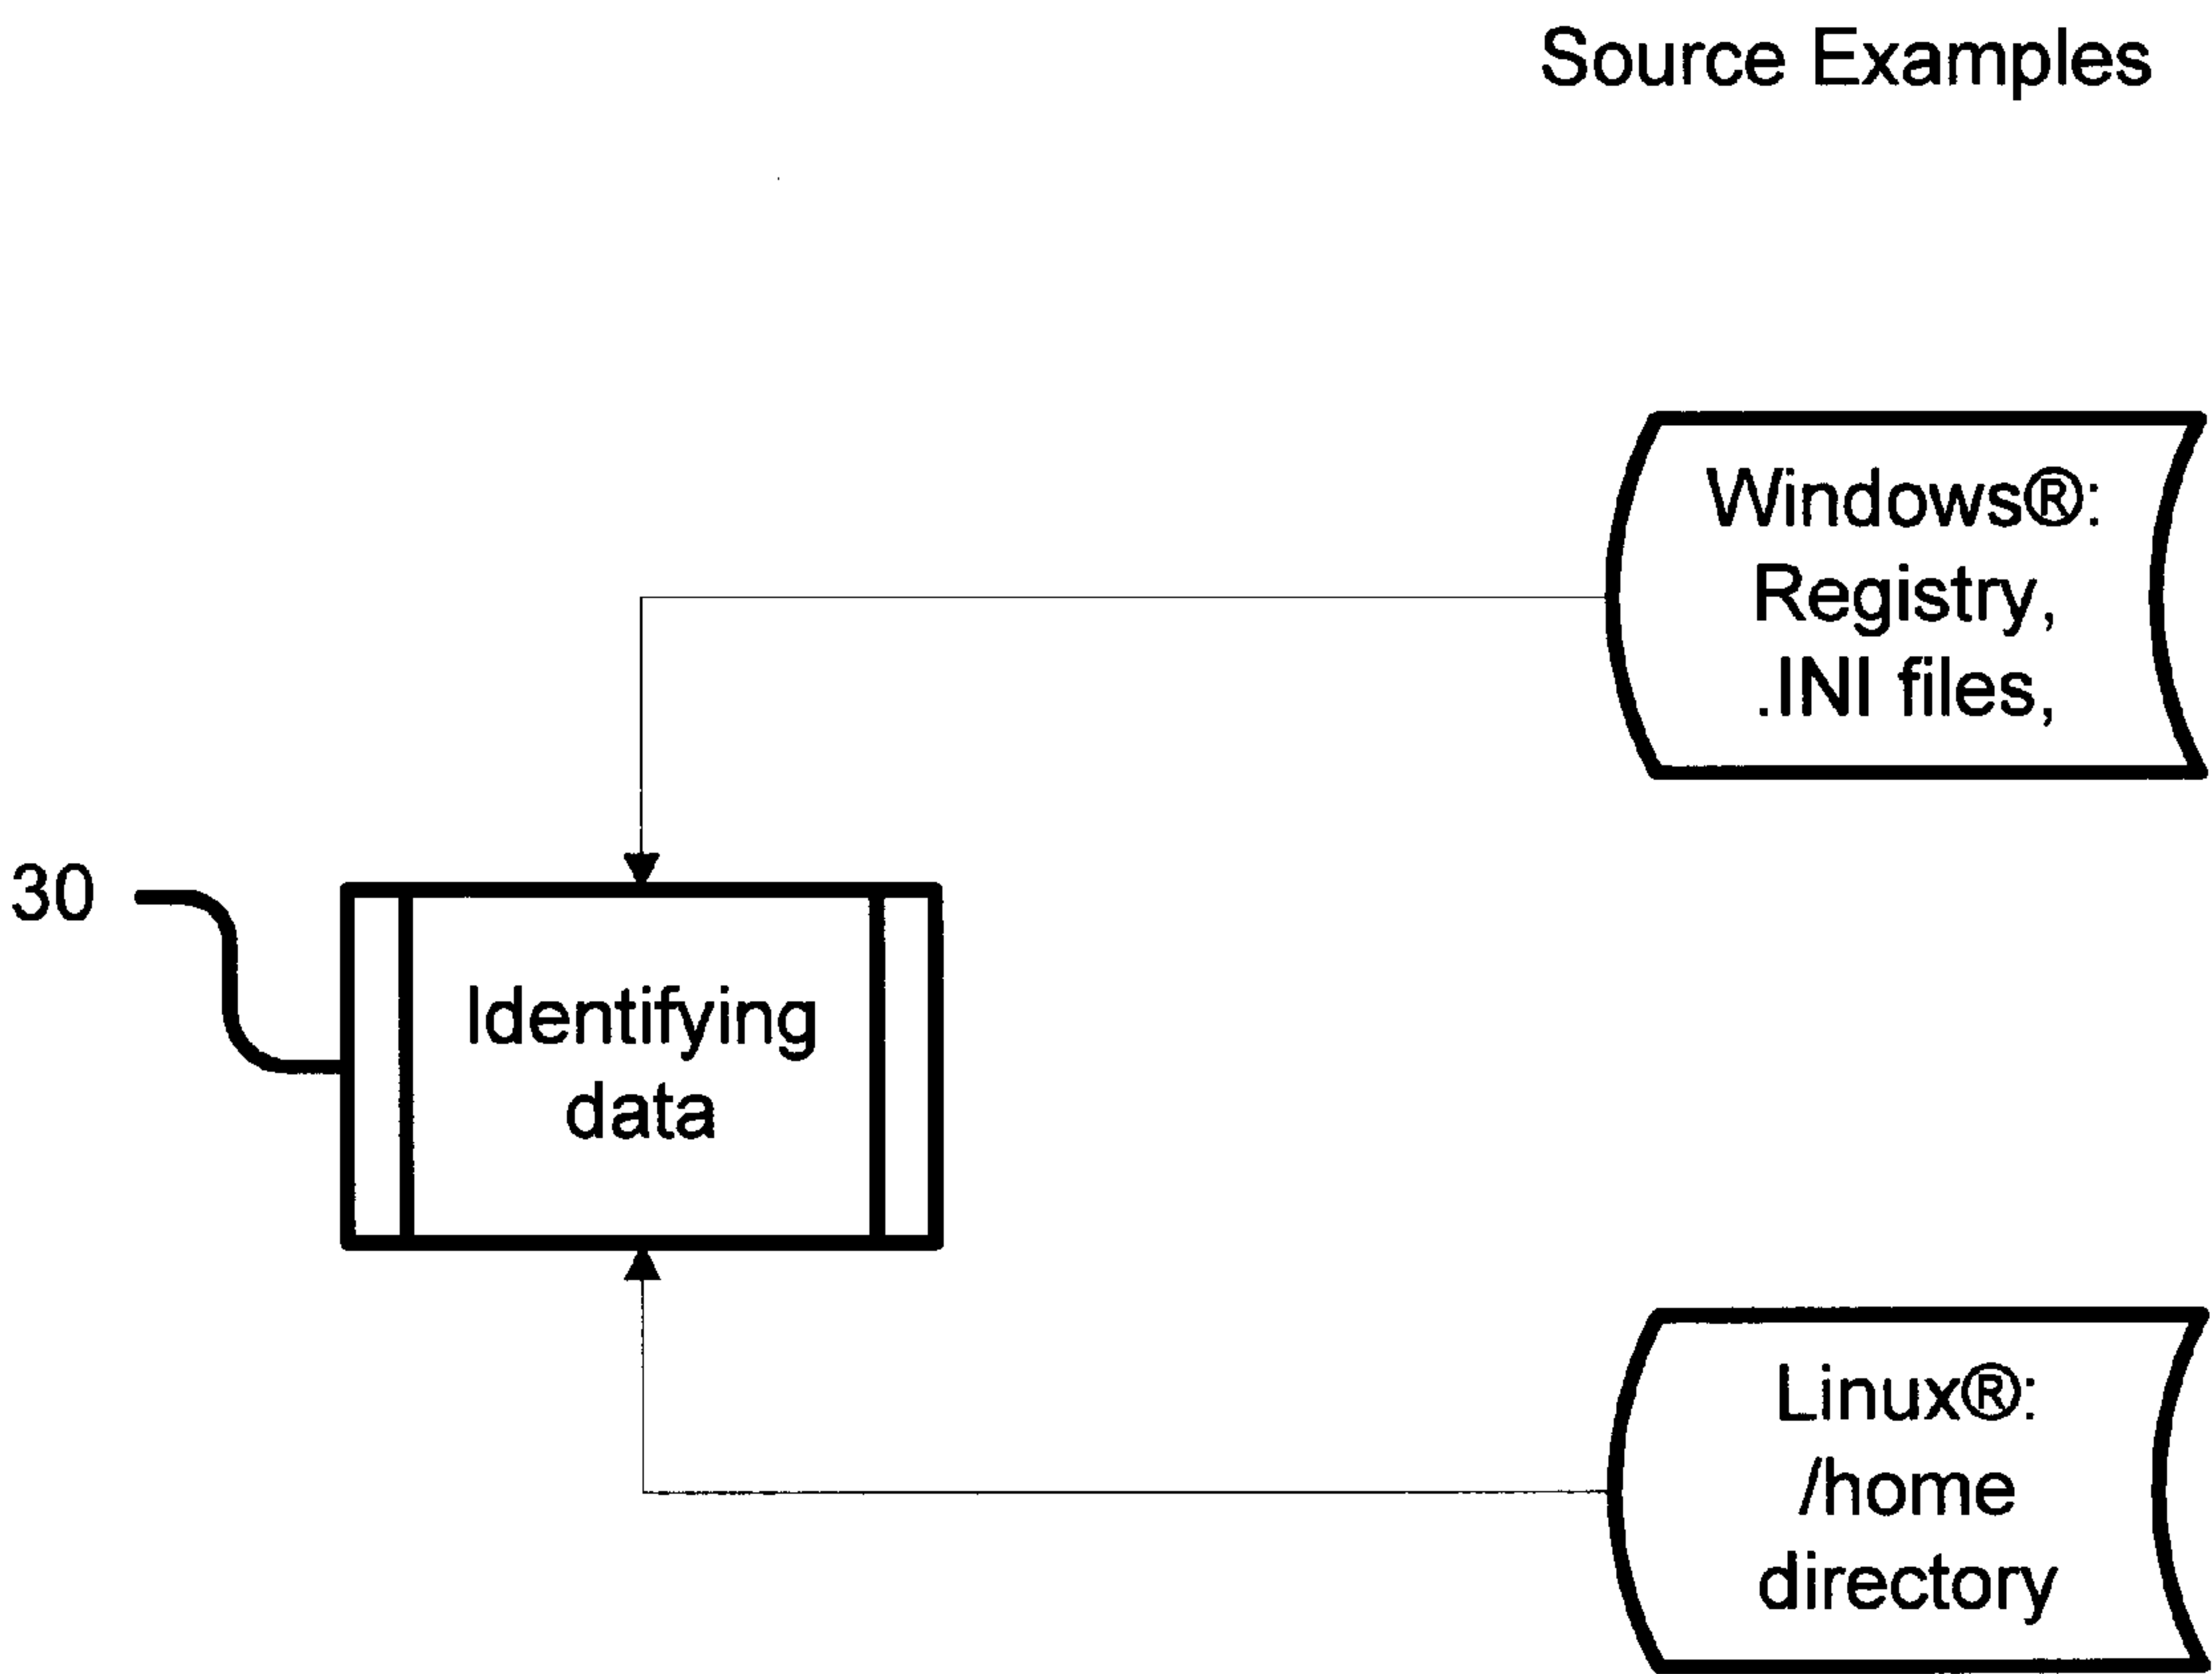 Source Examples
Windows®:
Registry,
.INI files,
30
Identifying
data
Linux®:
/home
directory